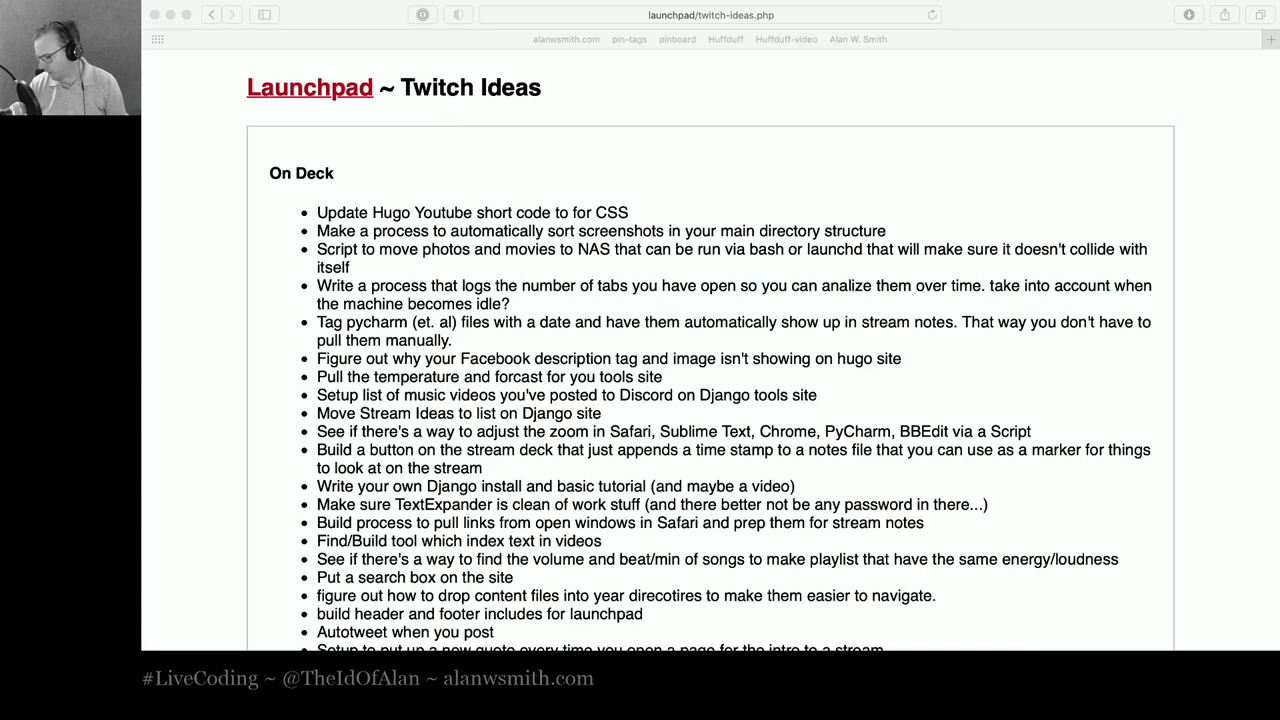 launchpad/twitch-ideas.php
alanwsmith.com pin-tags pinboard Huffduff Huffduff-video Alan W. Smith
Launchpad ~ Twitch Ideas
On Deck
• Update Hugo Youtube short code to for CSS
• Make a process to automatically sort screenshots in your main directory structure
• Script to move photos and movies to NAS that can be run via bash or launchd that will make sure it doesn't collide with
itself
• Write a process that logs the number of tabs you have open so you can analize them over time. take into account when
the machine becomes idle?
• Tag pycharm (et. al) files with a date and have them automatically show up in stream notes. That way you don't have to
pull them manually.
• Figure out why your Facebook description tag and image isn't showing on hugo site
• Pull the temperature and forcast for you tools site
• Setup list of music videos you've posted to Discord on Django tools site
• Move Stream Ideas to list on Django site
• See if there's a way to adjust the zoom in Safari, Sublime Text, Chrome, PyCharm, BBEdit via a Script
• Build a button on the stream deck that just appends a time stamp to a notes file that you can use as a marker for things
to look at on the stream
• Write your own Django install and basic tutorial (and maybe a video)
• Make sure TextExpander is clean of work stuff (and there better not be any password in there...)
• Build process to pull links from open windows in Safari and prep them for stream notes
• Find/Build tool which index text in videos
• See if there's a way to find the volume and beat/min of songs to make playlist that have the same energy/loudness
• Put a search box on the site
• figure out how to drop content files into year direcotires to make them easier to navigate.
• build header and footer includes for launchpad
• Autotweet when you post
• Setup to put up a new quote every time you open a page for the intro to a stream
#LiveCoding ~ @TheIdOfAlan ~ alanwsmith.com